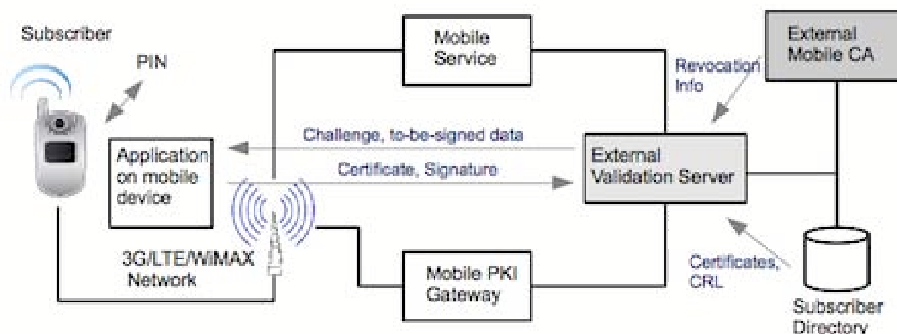 Subscriber
PIN
Application
on mobile
device
3G/LTE/WiMAX
Network
Mobile
Service
Challenge, to-be-signed data
Certificate, Signature
Mobile PKI
Gateway
Revocation
Info
External
Validation Server
External
Mobile CA
Certificates,
CRL
Subscriber
Directory